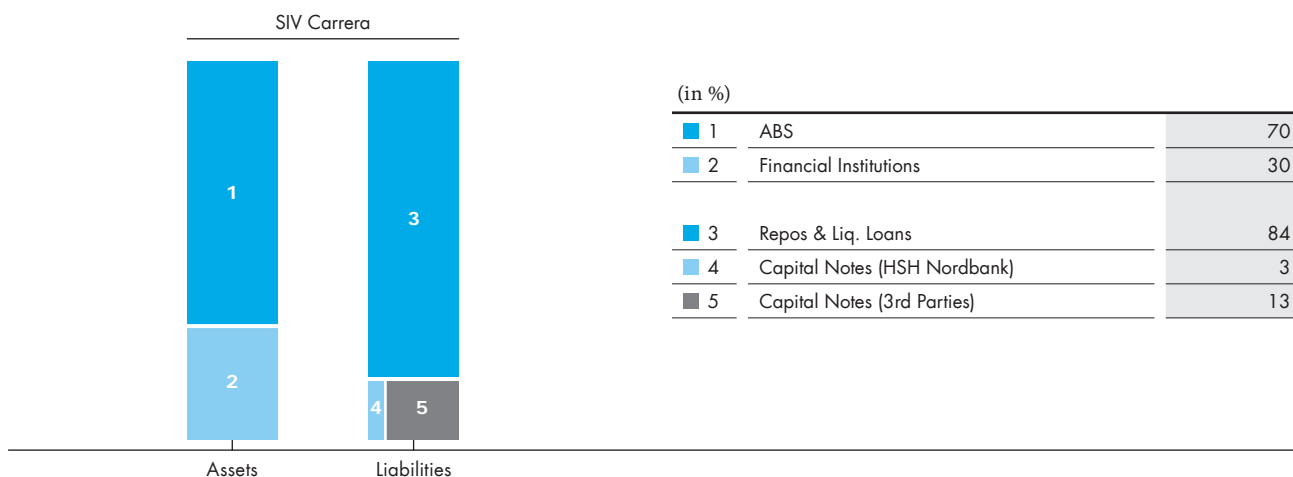 SIV Carrera
1
2
3
4
5
Assets
Liabilities
(in %)
1 ABS 70
2 Financial Institutions 30
3 Repos & Liq. Loans 84
4 Capital Notes (HSH Nordbank) 3
5 Capital Notes (3rd Parties) 13